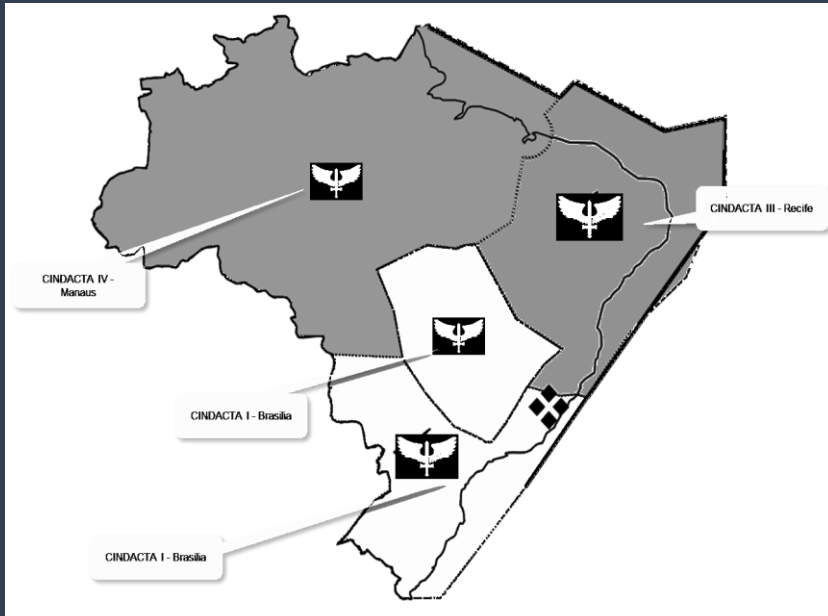 CINDACTA III - Recife
CINDACTA IV -
Manaus
CINDACTA I - Brasilia
CINDACTA I - Brasilia